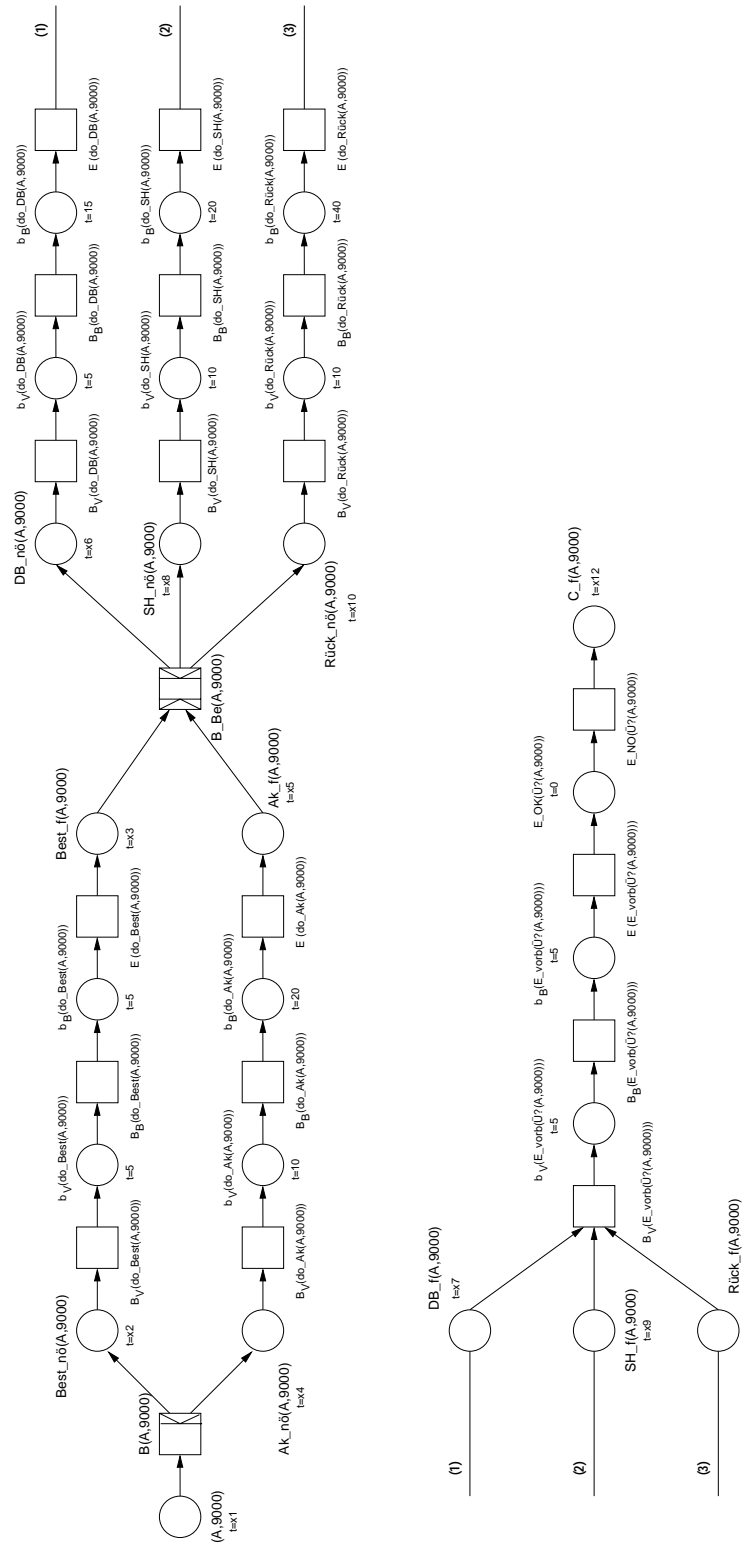 (A,9000)
t=x1
B(A,9000)
Best_nö(A,9000)
t=x2
B_V(do_Best(A,9000))
b_V(do_Best(A,9000))
t=5
B_B(do_Best(A,9000))
b_B(do_Best(A,9000))
t=5
E (do_Best(A,9000))
Best_f(A,9000)
t=x3
Ak_nö(A,9000)
t=x4
B_V(do_Ak(A,9000))
b_V(do_Ak(A,9000))
t=10
B_B(do_Ak(A,9000))
b_B(do_Ak(A,9000))
t=20
E (do_Ak(A,9000))
Ak_f(A,9000)
t=x5
B_Be(A,9000)
DB_nö(A,9000)
t=x6
B_V(do_DB(A,9000))
b_V(do_DB(A,9000))
t=5
B_B(do_DB(A,9000))
b_B(do_DB(A,9000))
t=15
E (do_DB(A,9000))
(1)
SH_nö(A,9000)
t=x8
B_V(do_SH(A,9000))
b_V(do_SH(A,9000))
t=10
B_B(do_SH(A,9000))
b_B(do_SH(A,9000))
t=20
E (do_SH(A,9000))
(2)
Rück_nö(A,9000)
t=x10
B_V(do_Rück(A,9000))
b_V(do_Rück(A,9000))
t=10
B_B(do_Rück(A,9000))
b_B(do_Rück(A,9000))
t=40
E (do_Rück(A,9000))
(3)
(1)
DB_f(A,9000)
t=x7
(2)
SH_f(A,9000)
t=x9
(3)
Rück_f(A,9000)
B_V(E_vorb(Ü?(A,9000)))
b_V(E_vorb(Ü?(A,9000)))
t=5
B_B(E_vorb(Ü?(A,9000)))
b_B(E_vorb(Ü?(A,9000)))
t=5
E (E_vorb(Ü?(A,9000)))
E_OK(Ü?(A,9000))
t=0
E_NO(Ü?(A,9000))
C_f(A,9000)
t=x12